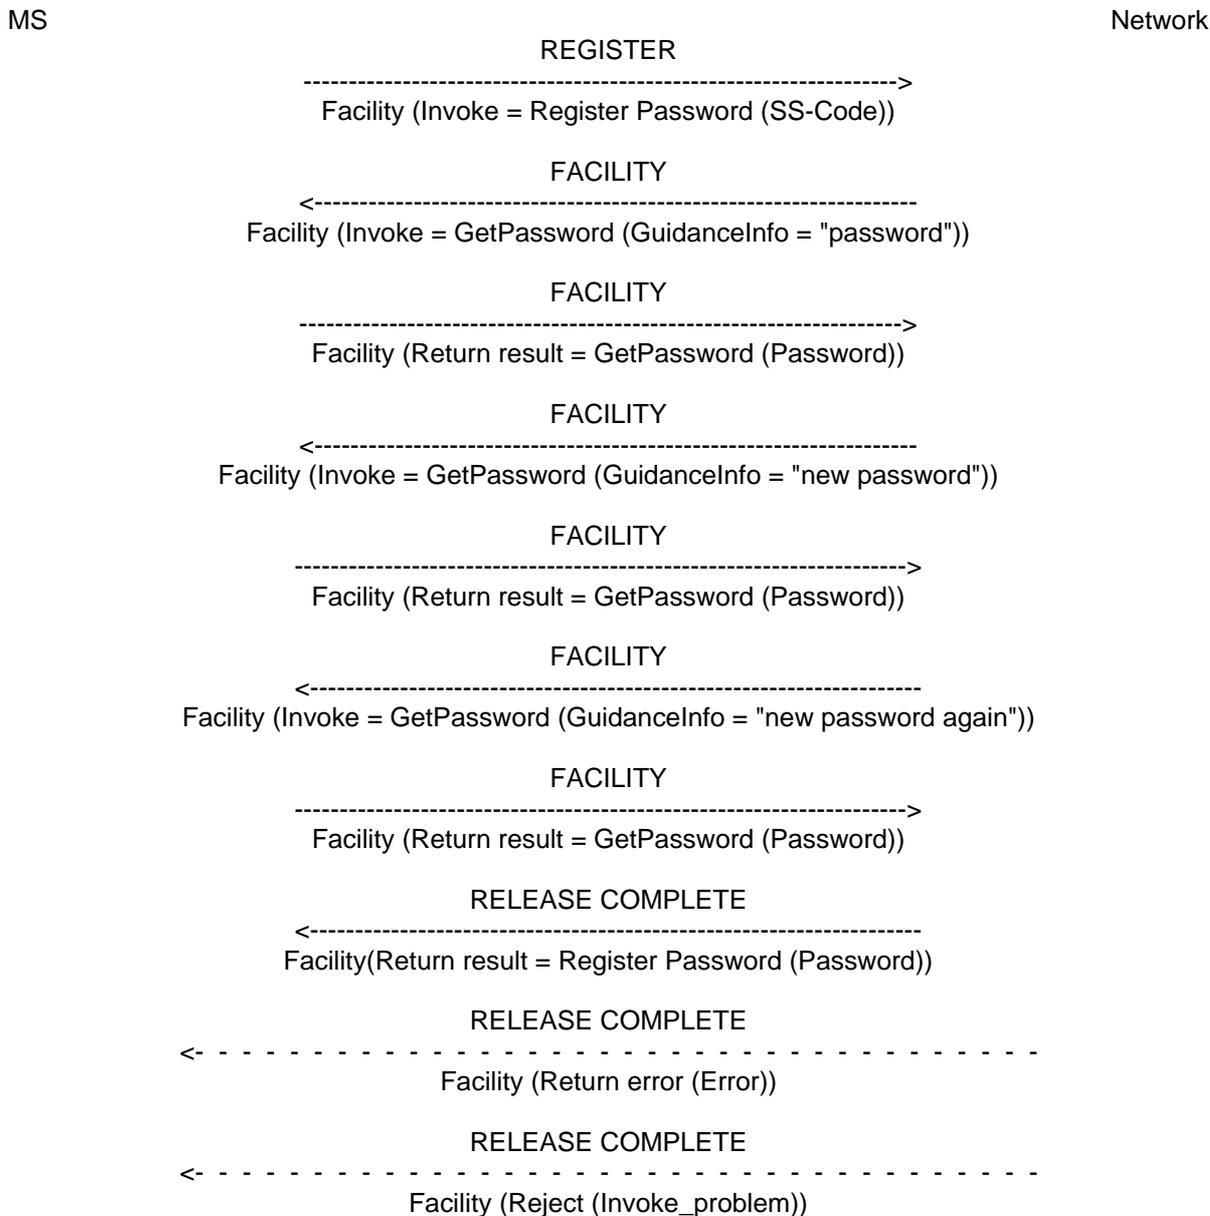 MS Network
REGISTER
------------------------------------------------------------------>
Facility (Invoke = Register Password (SS-Code))
FACILITY
<-------------------------------------------------------------------
Facility (Invoke = GetPassword (GuidanceInfo = "password"))
FACILITY
------------------------------------------------------------------->
Facility (Return result = GetPassword (Password))
FACILITY
<-------------------------------------------------------------------
Facility (Invoke = GetPassword (GuidanceInfo = "new password"))
FACILITY
-------------------------------------------------------------------->
Facility (Return result = GetPassword (Password))
FACILITY
<--------------------------------------------------------------------
Facility (Invoke = GetPassword (GuidanceInfo = "new password again"))
FACILITY
-------------------------------------------------------------------->
Facility (Return result = GetPassword (Password))
RELEASE COMPLETE
<--------------------------------------------------------------------
Facility(Return result = Register Password (Password))
RELEASE COMPLETE
<- - - - - - - - - - - - - - - - - - - - - - - - - - - - - - - - - - - -
Facility (Return error (Error))
RELEASE COMPLETE
<- - - - - - - - - - - - - - - - - - - - - - - - - - - - - - - - - - - -
Facility (Reject (Invoke_problem))